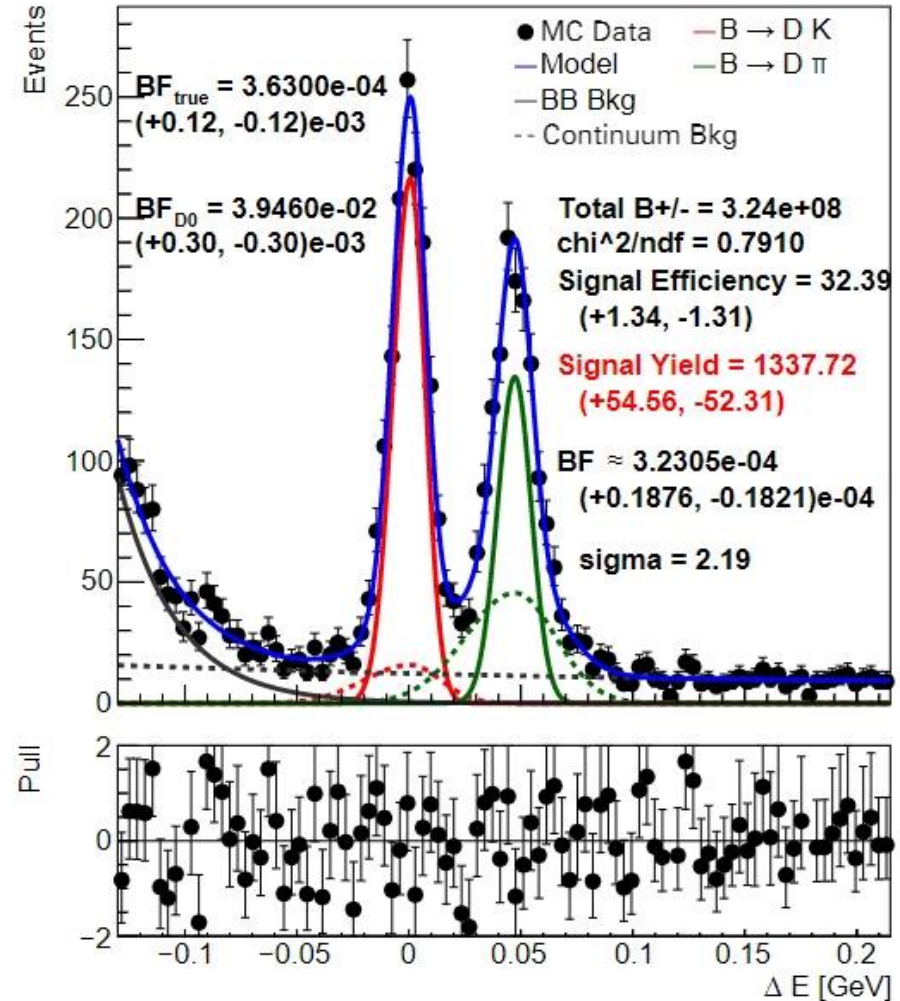 Events
MC Data
B → D K
Model
B → D π
BB Bkg
Continuum Bkg
BF_true = 3.6300e-04
(+0.12, -0.12)e-03
BF_D0 = 3.9460e-02
(+0.30, -0.30)e-03
Total B+/- = 3.24e+08
chi^2/ndf = 0.7910
Signal Efficiency = 32.39
(+1.34, -1.31)
Signal Yield = 1337.72
(+54.56, -52.31)
BF ≈ 3.2305e-04
(+0.1876, -0.1821)e-04
sigma = 2.19
250
200
150
100
50
0
Pull
2
0
−2
−0.1
−0.05
0
0.05
0.1
0.15
0.2
Δ E [GeV]